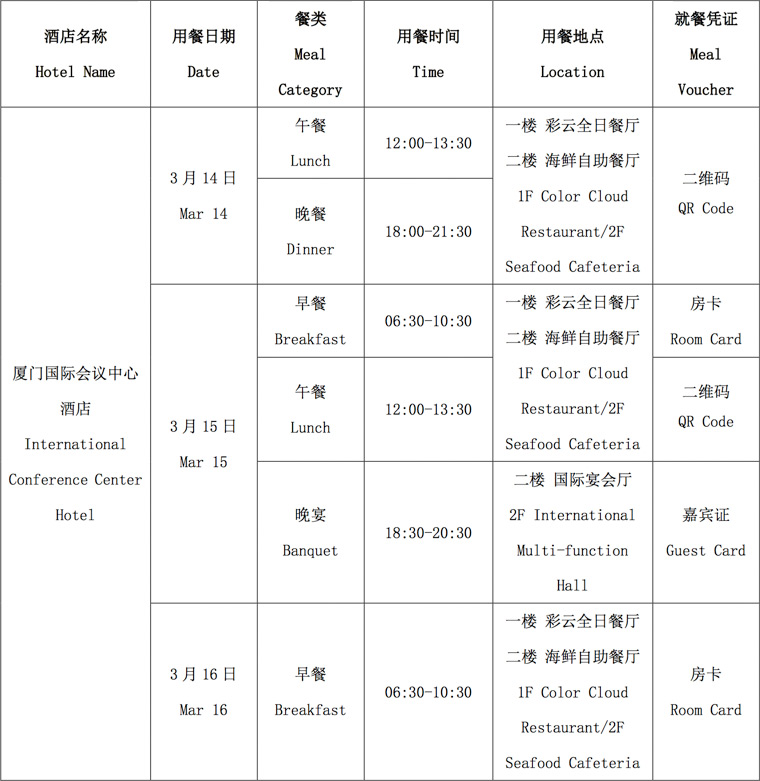 酒店名称
Hotel Name
用餐日期
Date
餐类
Meal
Category
用餐时间
Time
用餐地点
Location
就餐凭证
Meal
Voucher
厦门国际会议中心
酒店
International
Conference Center
Hotel
3 月 14 日
Mar 14
午餐
Lunch
12:00-13:30
一楼 彩云全日餐厅
二楼 海鲜自助餐厅
1F Color Cloud
Restaurant/2F
Seafood Cafeteria
二维码
QR Code
晚餐
Dinner
18:00-21:30
3 月 15 日
Mar 15
早餐
Breakfast
06:30-10:30
一楼 彩云全日餐厅
二楼 海鲜自助餐厅
1F Color Cloud
Restaurant/2F
Seafood Cafeteria
房卡
Room Card
午餐
Lunch
12:00-13:30
二维码
QR Code
晚宴
Banquet
18:30-20:30
二楼 国际宴会厅
2F International
Multi-function
Hall
嘉宾证
Guest Card
3 月 16 日
Mar 16
早餐
Breakfast
06:30-10:30
一楼 彩云全日餐厅
二楼 海鲜自助餐厅
1F Color Cloud
Restaurant/2F
Seafood Cafeteria
房卡
Room Card